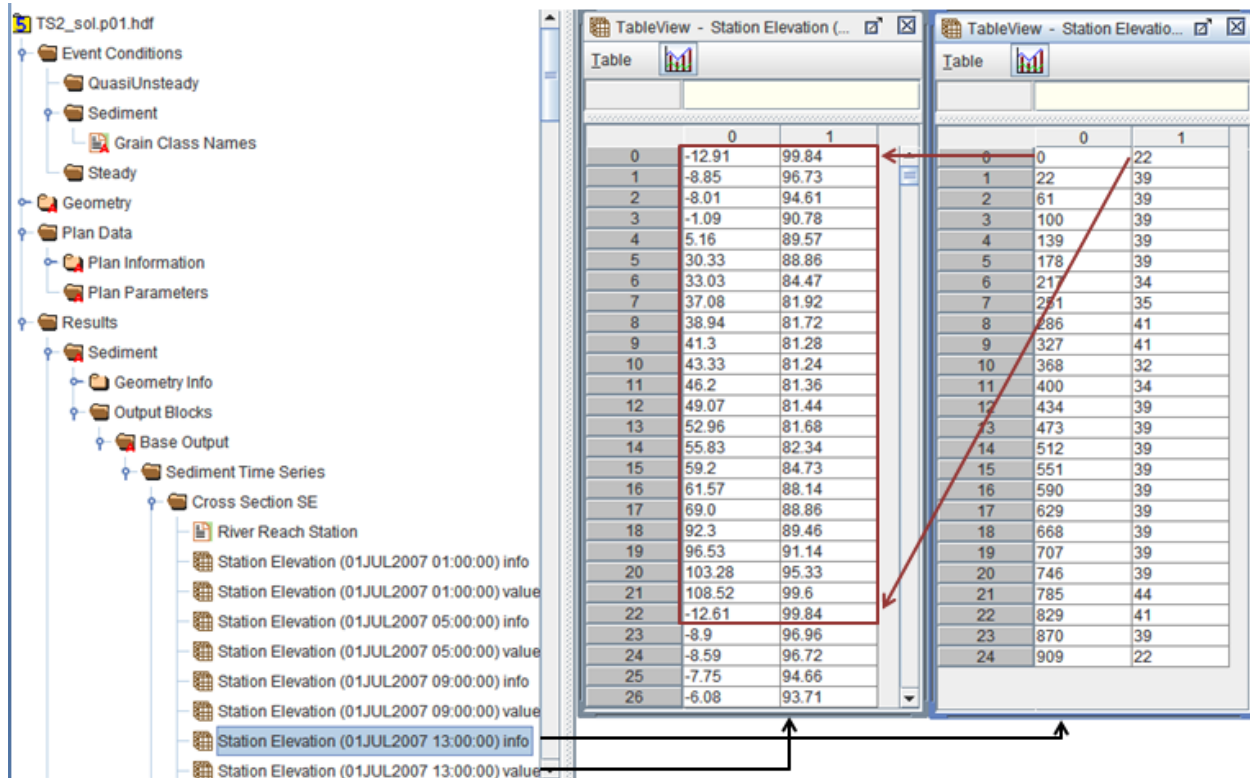 TS2_sol.p01.hdf
Event Conditions
QuasiUnsteady
Sediment
Grain Class Names
Steady
Geometry
Plan Data
Plan Information
Plan Parameters
Results
Sediment
Geometry Info
Output Blocks
Base Output
Sediment Time Series
Cross Section SE
River Reach Station
Station Elevation (01JUL2007 01:00:00) info
Station Elevation (01JUL2007 01:00:00) value
Station Elevation (01JUL2007 05:00:00) info
Station Elevation (01JUL2007 05:00:00) value
Station Elevation (01JUL2007 09:00:00) info
Station Elevation (01JUL2007 09:00:00) value
Station Elevation (01JUL2007 13:00:00) info
Station Elevation (01JUL2007 13:00:00) value
TableView - Station Elevation (...
Table
0 1
0 -12.91 99.84
1 -8.85 96.73
2 -8.01 94.61
3 -1.09 90.78
4 5.16 89.57
5 30.33 88.86
6 33.03 84.47
7 37.08 81.92
8 38.94 81.72
9 41.3 81.28
10 43.33 81.24
11 46.2 81.36
12 49.07 81.44
13 52.96 81.68
14 55.83 82.34
15 59.2 84.73
16 61.57 88.14
17 69.0 88.86
18 92.3 89.46
19 96.53 91.14
20 103.28 95.33
21 108.52 99.6
22 -12.61 99.84
23 -8.9 96.96
24 -8.59 96.72
25 -7.75 94.66
26 -6.08 93.71
TableView - Station Elevatio...
Table
0 1
0 0 22
1 22 39
2 61 39
3 100 39
4 139 39
5 178 39
6 217 34
7 251 35
8 286 41
9 327 41
10 368 32
11 400 34
12 434 39
13 473 39
14 512 39
15 551 39
16 590 39
17 629 39
18 668 39
19 707 39
20 746 39
21 785 44
22 829 41
23 870 39
24 909 22